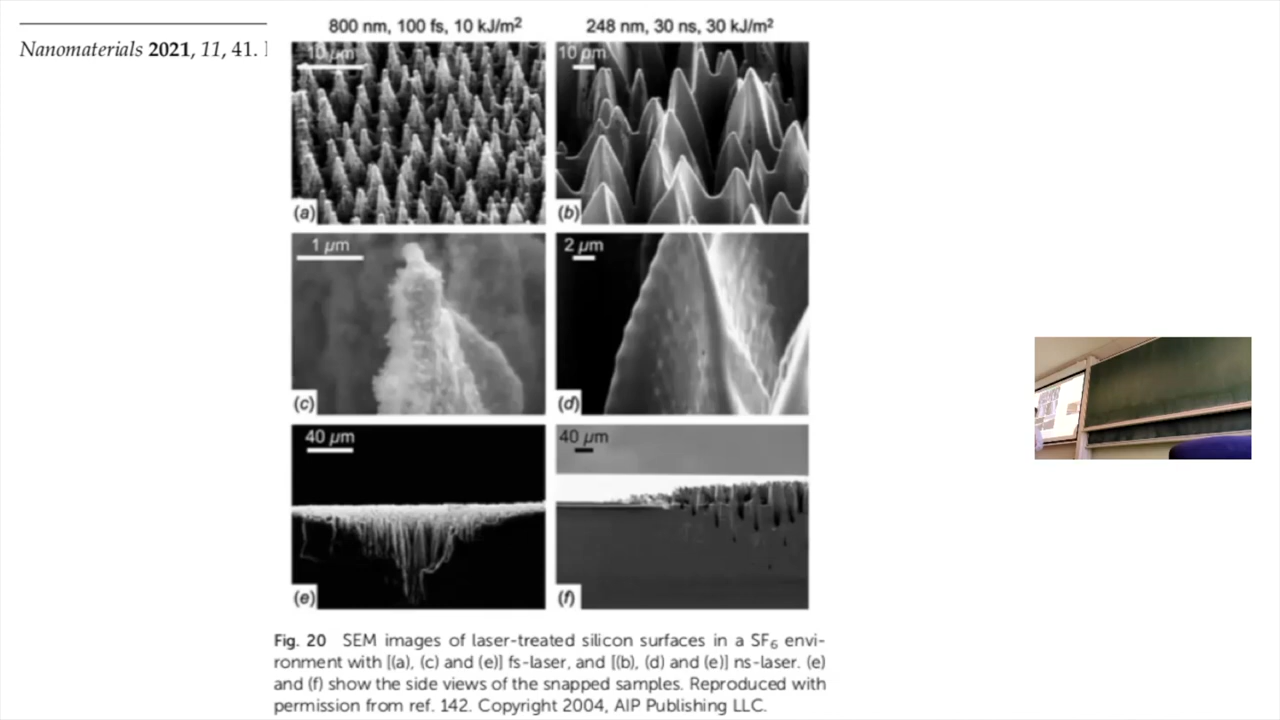 800 nm, 100 fs, 10 kJ/m²
248 nm, 30 ns, 30 kJ/m²
Nanomaterials 2021, 11, 41.
10 µm
10 µm
(a)
(b)
1 µm
2 µm
(c)
(d)
40 µm
40 µm
(e)
(f)
Fig. 20 SEM images of laser-treated silicon surfaces in a SF₆ envi-
ronment with [(a), (c) and (e)] fs-laser, and [(b), (d) and (e)] ns-laser. (e)
and (f) show the side views of the snapped samples. Reproduced with
permission from ref. 142. Copyright 2004, AIP Publishing LLC.